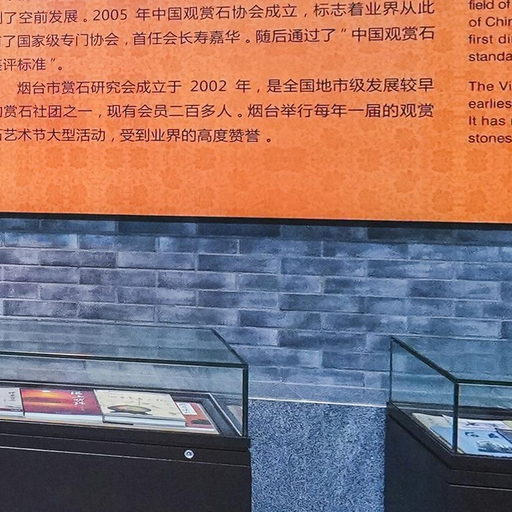 了空前发展。2005 年中国观赏石协会成立，标志着业界从此
了国家级专门协会，首任会长寿嘉华。随后通过了“中国观赏石
评标准”。
烟台市赏石研究会成立于 2002 年，是全国地市级发展较早
赏石社团之一，现有会员二百多人。烟台举行每年一届的观赏
艺术节大型活动，受到业界的高度赞誉。
field of
of Chin
first di
standa
The Vi
earlies
It has
stones